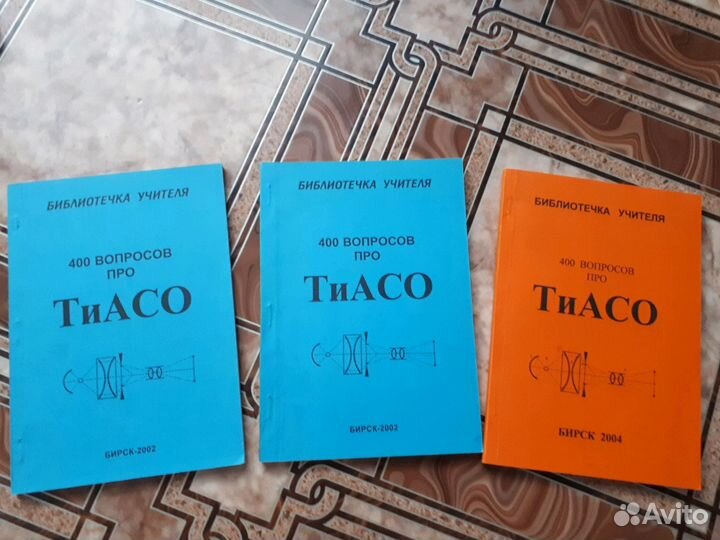 БИБЛИОТЕЧКА УЧИТЕЛЯ
400 ВОПРОСОВ
ПРО
ТиАСО
БИРСК-2002
БИБЛИОТЕЧКА УЧИТЕЛЯ
400 ВОПРОСОВ
ПРО
ТиАСО
БИРСК-2002
БИБЛИОТЕЧКА УЧИТЕЛЯ
400 ВОПРОСОВ
ПРО
ТиАСО
БИРСК 2004
Avito